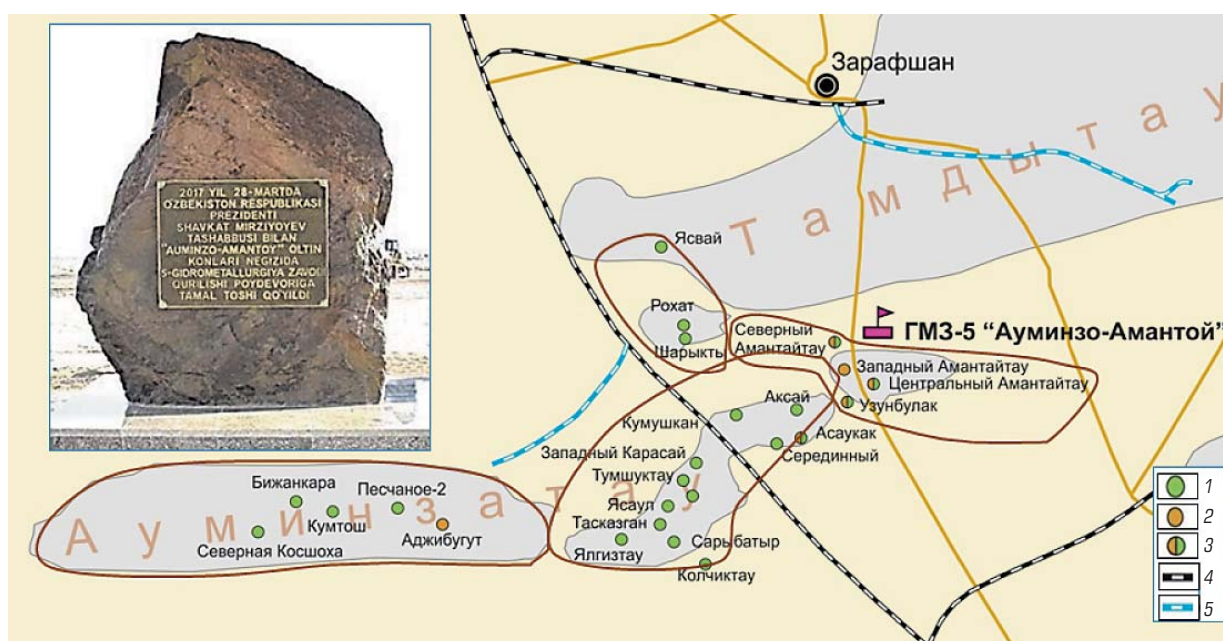 2017 YIL 28-MARTDA
O'ZBEKISTON RESPUBLIKASI
PREZIDENTI
SHAVKAT MIRZIYOYEV
TASHABBUSI BILAN
"AUMINZO-AMANTOY" OLTIN
KONLARI NEGIZIDA
5-GIDROMETALLURGIYA ZAVODI
QURILISHI POYDEVORIGA
TAMAL TOSHI QO'YILDI
Зарафшан
Тамдытау
Ясвай
Рохат
Шарыкты
Северный
Амантайтау
ГМЗ-5 "Ауминзо-Амантой"
Западный Амантайтау
Центральный Амантайтау
Узунбулак
Аксай
Кумушкан
Асаукак
Серединный
Западный Карасай
Тумшуктау
Ясаул
Тасказган
Ялгизтау
Сарыбатыр
Колчиктау
Ауминзатау
Бижанкара
Песчаное-2
Кумтош
Аджибугут
Северная Косшоха
1
2
3
4
5